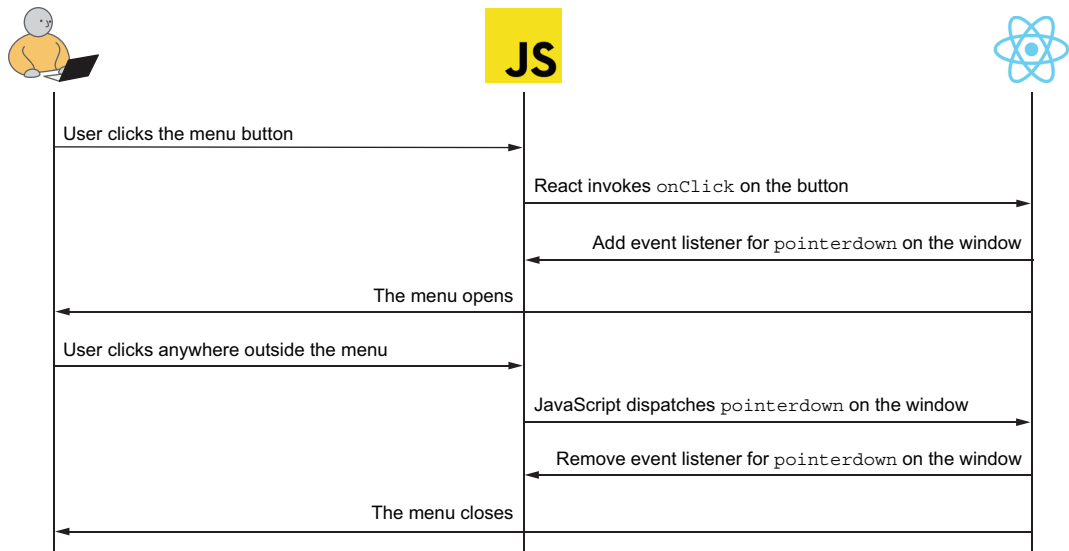 JS
User clicks the menu button
React invokes onClick on the button
Add event listener for pointerdown on the window
The menu opens
User clicks anywhere outside the menu
JavaScript dispatches pointerdown on the window
Remove event listener for pointerdown on the window
The menu closes